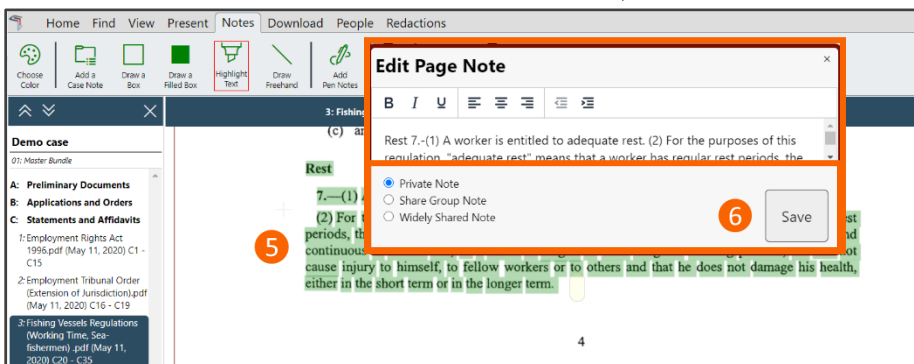 Home Find View Present Notes Download People Redactions
Choose Color
Add a Case Note
Draw a Box
Draw a Filled Box
Highlight Text
Draw Freehand
Add Pen Notes
Edit Page Note ×
B I U
Rest 7.-(1) A worker is entitled to adequate rest. (2) For the purposes of this
regulation, "adequate rest" means that a worker has regular rest periods, the
Private Note
Share Group Note
Widely Shared Note
6
Save
Demo case
01: Master Bundle
A: Preliminary Documents
B: Applications and Orders
C: Statements and Affidavits
1: Employment Rights Act
1996.pdf (May 11, 2020) C1 -
C15
2: Employment Tribunal Order
(Extension of Jurisdiction).pdf
(May 11, 2020) C16 - C19
3: Fishing Vessels Regulations
(Working Time, Sea-
fishermen) .pdf (May 11,
2020) C20 - C35
3: Fishing
(c)
Rest
7.—(1)
(2) For
5
periods,
continuous
cause injury to himself, to fellow workers or to others and that he does not damage his health,
either in the short term or in the longer term.
4